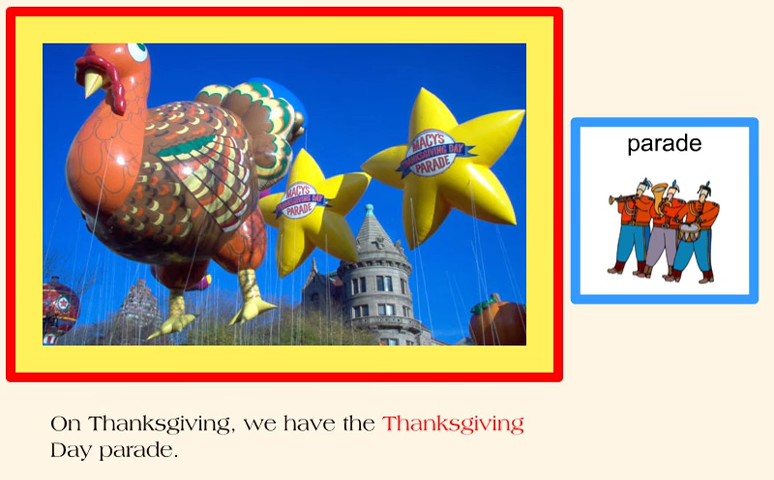 MACY'S
THANKSGIVING DAY
PARADE
MACY'S
THANKSGIVING DAY
PARADE
parade
On Thanksgiving, we have the Thanksgiving
Day parade.